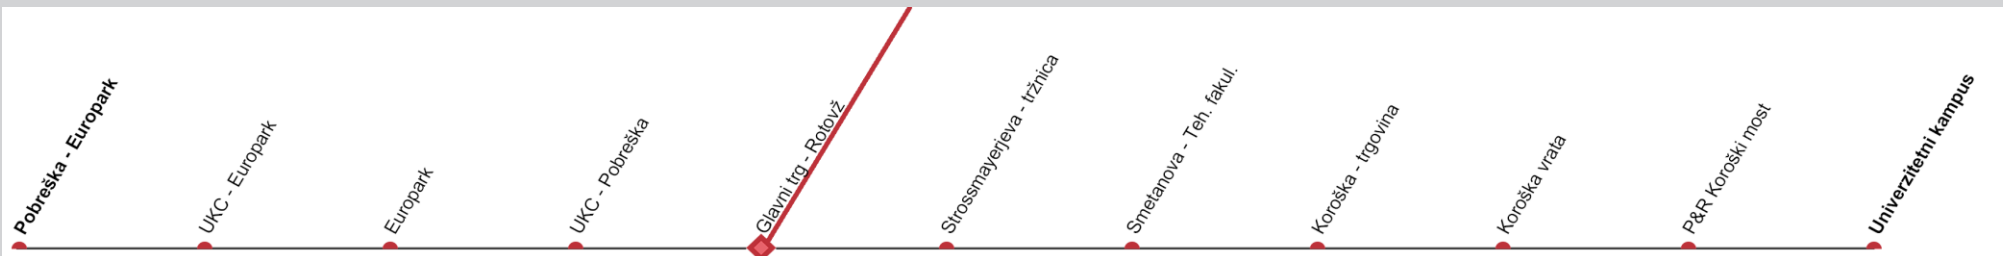 Pobreška - Europark
UKC - Europark
Europark
UKC - Pobreška
Glavni trg - Rotovž
Strossmayerjeva - tržnica
Smetanova - Teh. fakul.
Koroška - trgovina
Koroška vrata
P&R Koroški most
Univerzitetni kampus